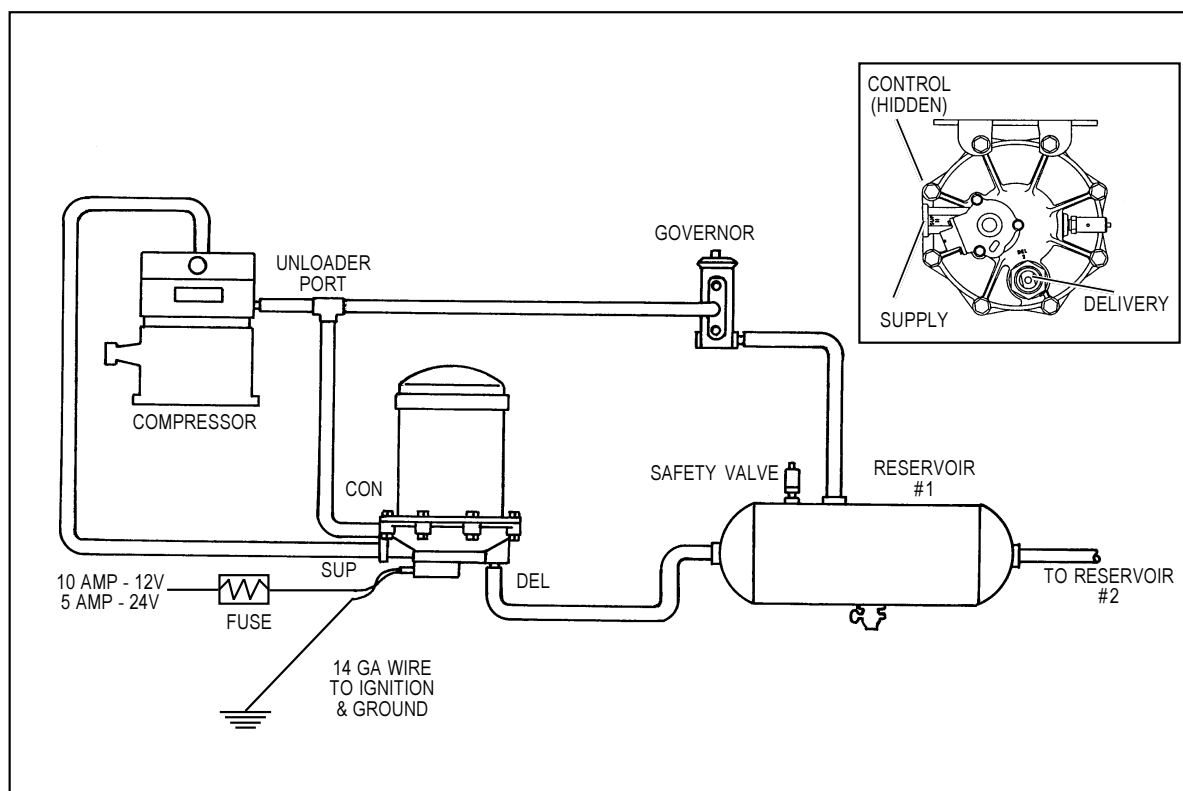 CONTROL
(HIDDEN)
GOVERNOR
UNLOADER
PORT
DELIVERY
SUPPLY
COMPRESSOR
SAFETY VALVE
RESERVOIR
#1
CON
SUP
DEL
10 AMP - 12V
5 AMP - 24V
FUSE
TO RESERVOIR
#2
14 GA WIRE
TO IGNITION
& GROUND
DEL